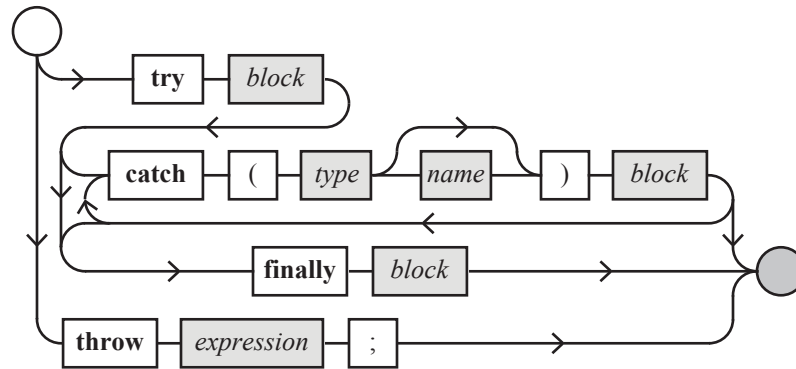 try block
catch ( type name ) block
finally block
throw expression ;